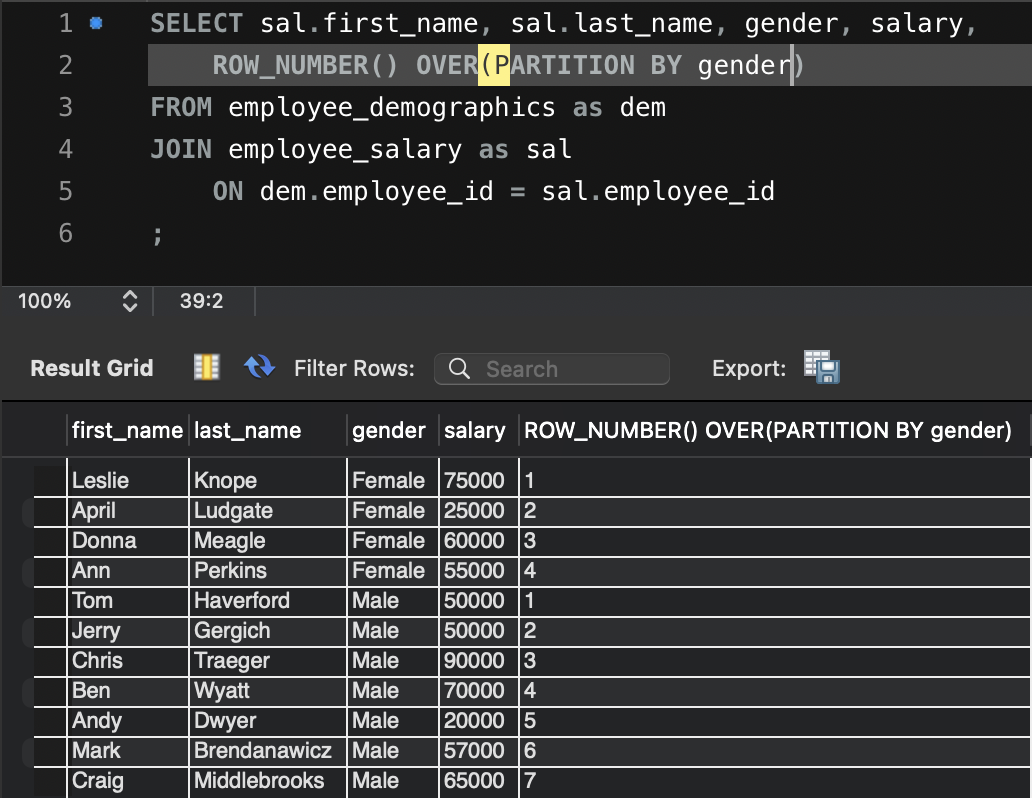 1 SELECT sal.first_name, sal.last_name, gender, salary,
2 ROW_NUMBER() OVER(PARTITION BY gender)
3 FROM employee_demographics as dem
4 JOIN employee_salary as sal
5 ON dem.employee_id = sal.employee_id
6 ;
100% 39:2
Result Grid Filter Rows: Search Export:
first_name last_name gender salary ROW_NUMBER() OVER(PARTITION BY gender)
Leslie Knope Female 75000 1
April Ludgate Female 25000 2
Donna Meagle Female 60000 3
Ann Perkins Female 55000 4
Tom Haverford Male 50000 1
Jerry Gergich Male 50000 2
Chris Traeger Male 90000 3
Ben Wyatt Male 70000 4
Andy Dwyer Male 20000 5
Mark Brendanawicz Male 57000 6
Craig Middlebrooks Male 65000 7